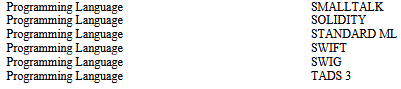 Programming Language SMALLTALK
Programming Language SOLIDITY
Programming Language STANDARD ML
Programming Language SWIFT
Programming Language SWIG
Programming Language TADS 3